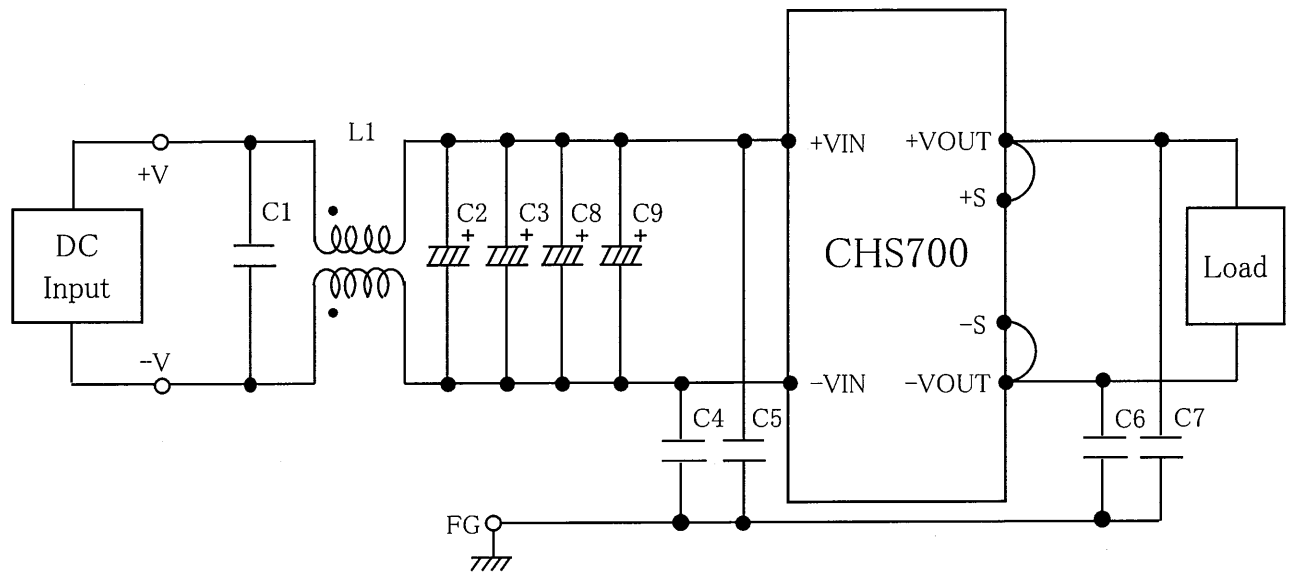 L1
+V
C1
DC
Input
--V
C2
+
C3
+
C8
+
C9
+
+VIN
+VOUT
+S
CHS700
−S
−VIN
−VOUT
Load
C4
C5
C6
C7
FG